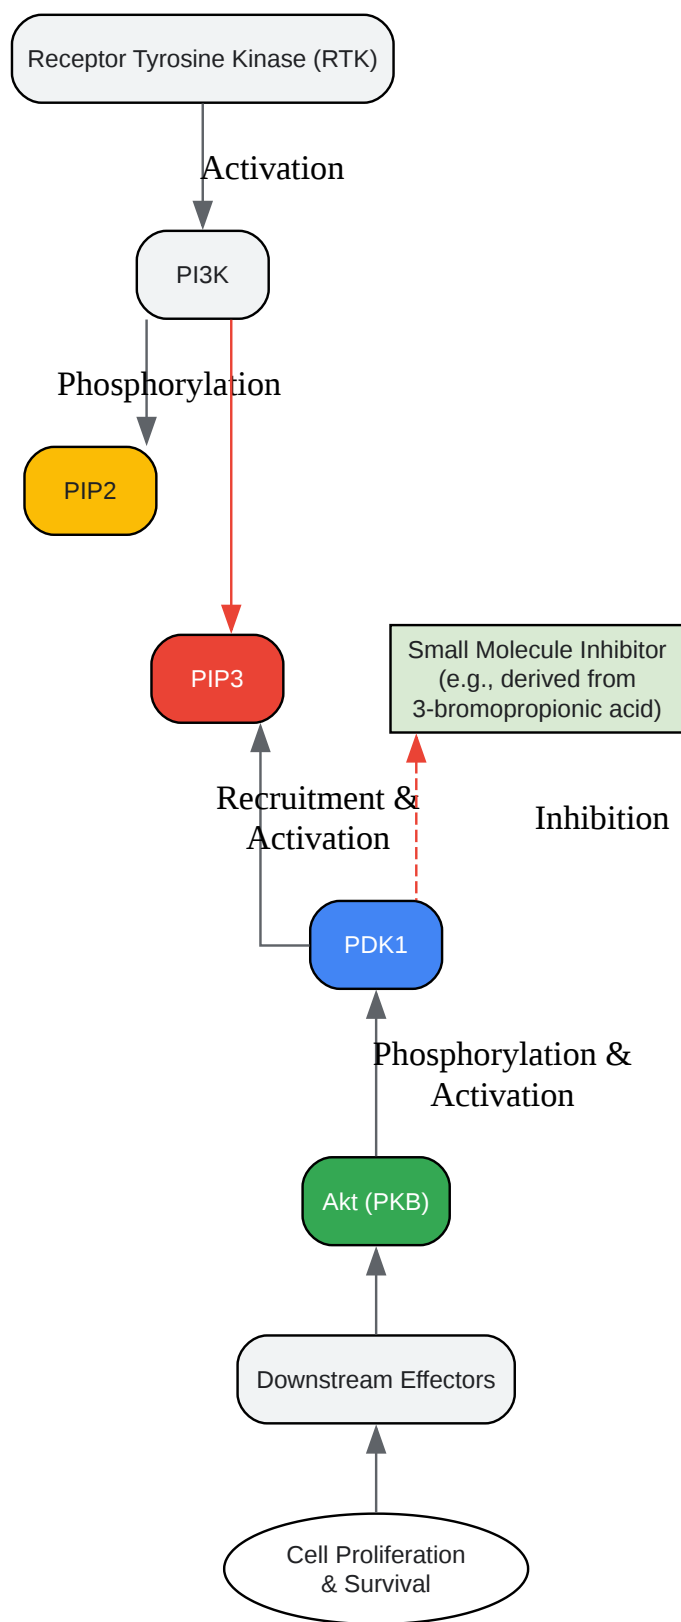 Receptor Tyrosine Kinase (RTK)
Activation
PI3K
Phosphorylation
PIP2
PIP3
Small Molecule Inhibitor
(e.g., derived from
3-bromopropionic acid)
Recruitment &
Activation
Inhibition
PDK1
Phosphorylation &
Activation
Akt (PKB)
Downstream Effectors
Cell Proliferation
& Survival